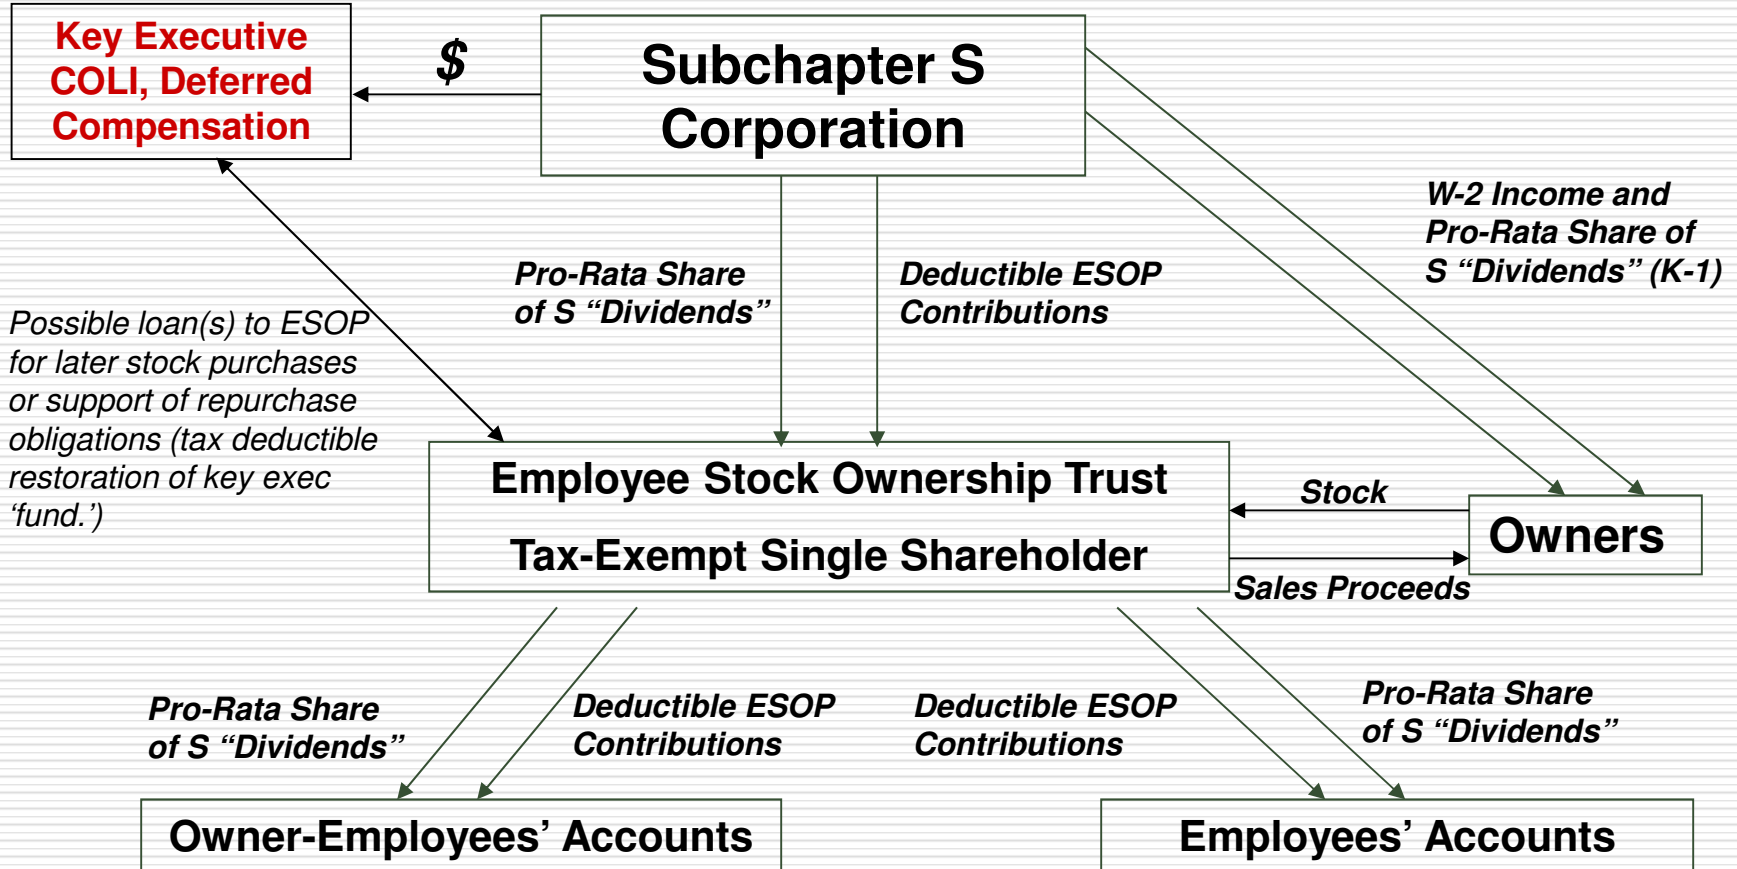 Key Executive
COLI, Deferred
Compensation
$
Subchapter S
Corporation
W-2 Income and
Pro-Rata Share of
S “Dividends” (K-1)
Pro-Rata Share
of S “Dividends”
Deductible ESOP
Contributions
Possible loan(s) to ESOP
for later stock purchases
or support of repurchase
obligations (tax deductible
restoration of key exec
‘fund.’)
Employee Stock Ownership Trust
Tax-Exempt Single Shareholder
Stock
Owners
Sales Proceeds
Pro-Rata Share
of S “Dividends”
Deductible ESOP
Contributions
Deductible ESOP
Contributions
Pro-Rata Share
of S “Dividends”
Owner-Employees’ Accounts
Employees’ Accounts